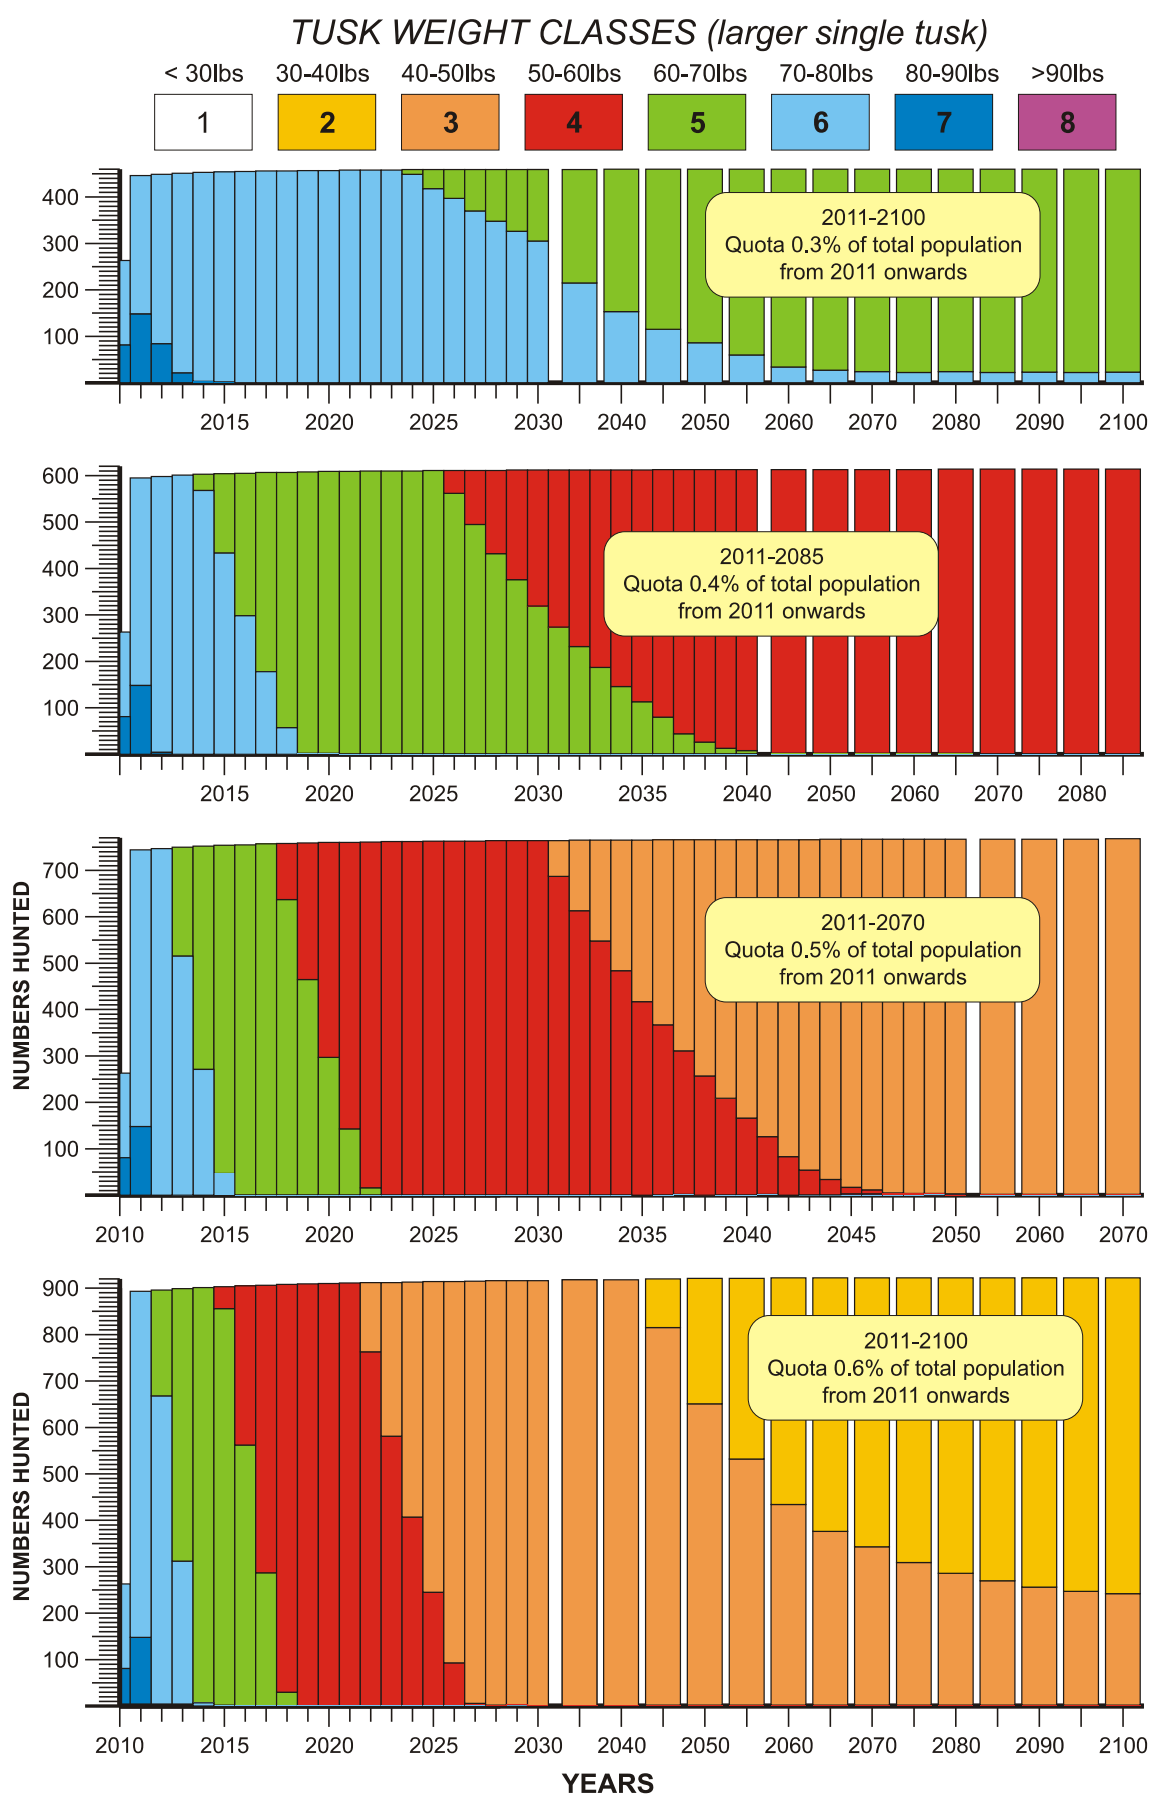 TUSK WEIGHT CLASSES (larger single tusk)
< 30lbs 30-40lbs 40-50lbs 50-60lbs 60-70lbs 70-80lbs 80-90lbs >90lbs
1 2 3 4 5 6 7 8
400
300
200
100
2011-2100
Quota 0.3% of total population
from 2011 onwards
2015 2020 2025 2030 2040 2050 2060 2070 2080 2090 2100
600
500
400
300
200
100
2011-2085
Quota 0.4% of total population
from 2011 onwards
2015 2020 2025 2030 2035 2040 2050 2060 2070 2080
NUMBERS HUNTED
700
600
500
400
300
200
100
2011-2070
Quota 0.5% of total population
from 2011 onwards
2010 2015 2020 2025 2030 2035 2040 2045 2050 2060 2070
NUMBERS HUNTED
900
800
700
600
500
400
300
200
100
2011-2100
Quota 0.6% of total population
from 2011 onwards
2010 2015 2020 2025 2030 2040 2050 2060 2070 2080 2090 2100
YEARS